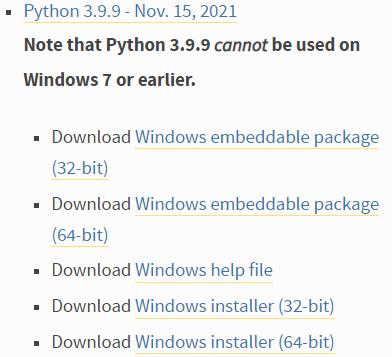 Python 3.9.9 - Nov. 15, 2021
Note that Python 3.9.9 cannot be used on
Windows 7 or earlier.
Download Windows embeddable package
(32-bit)
Download Windows embeddable package
(64-bit)
Download Windows help file
Download Windows installer (32-bit)
Download Windows installer (64-bit)